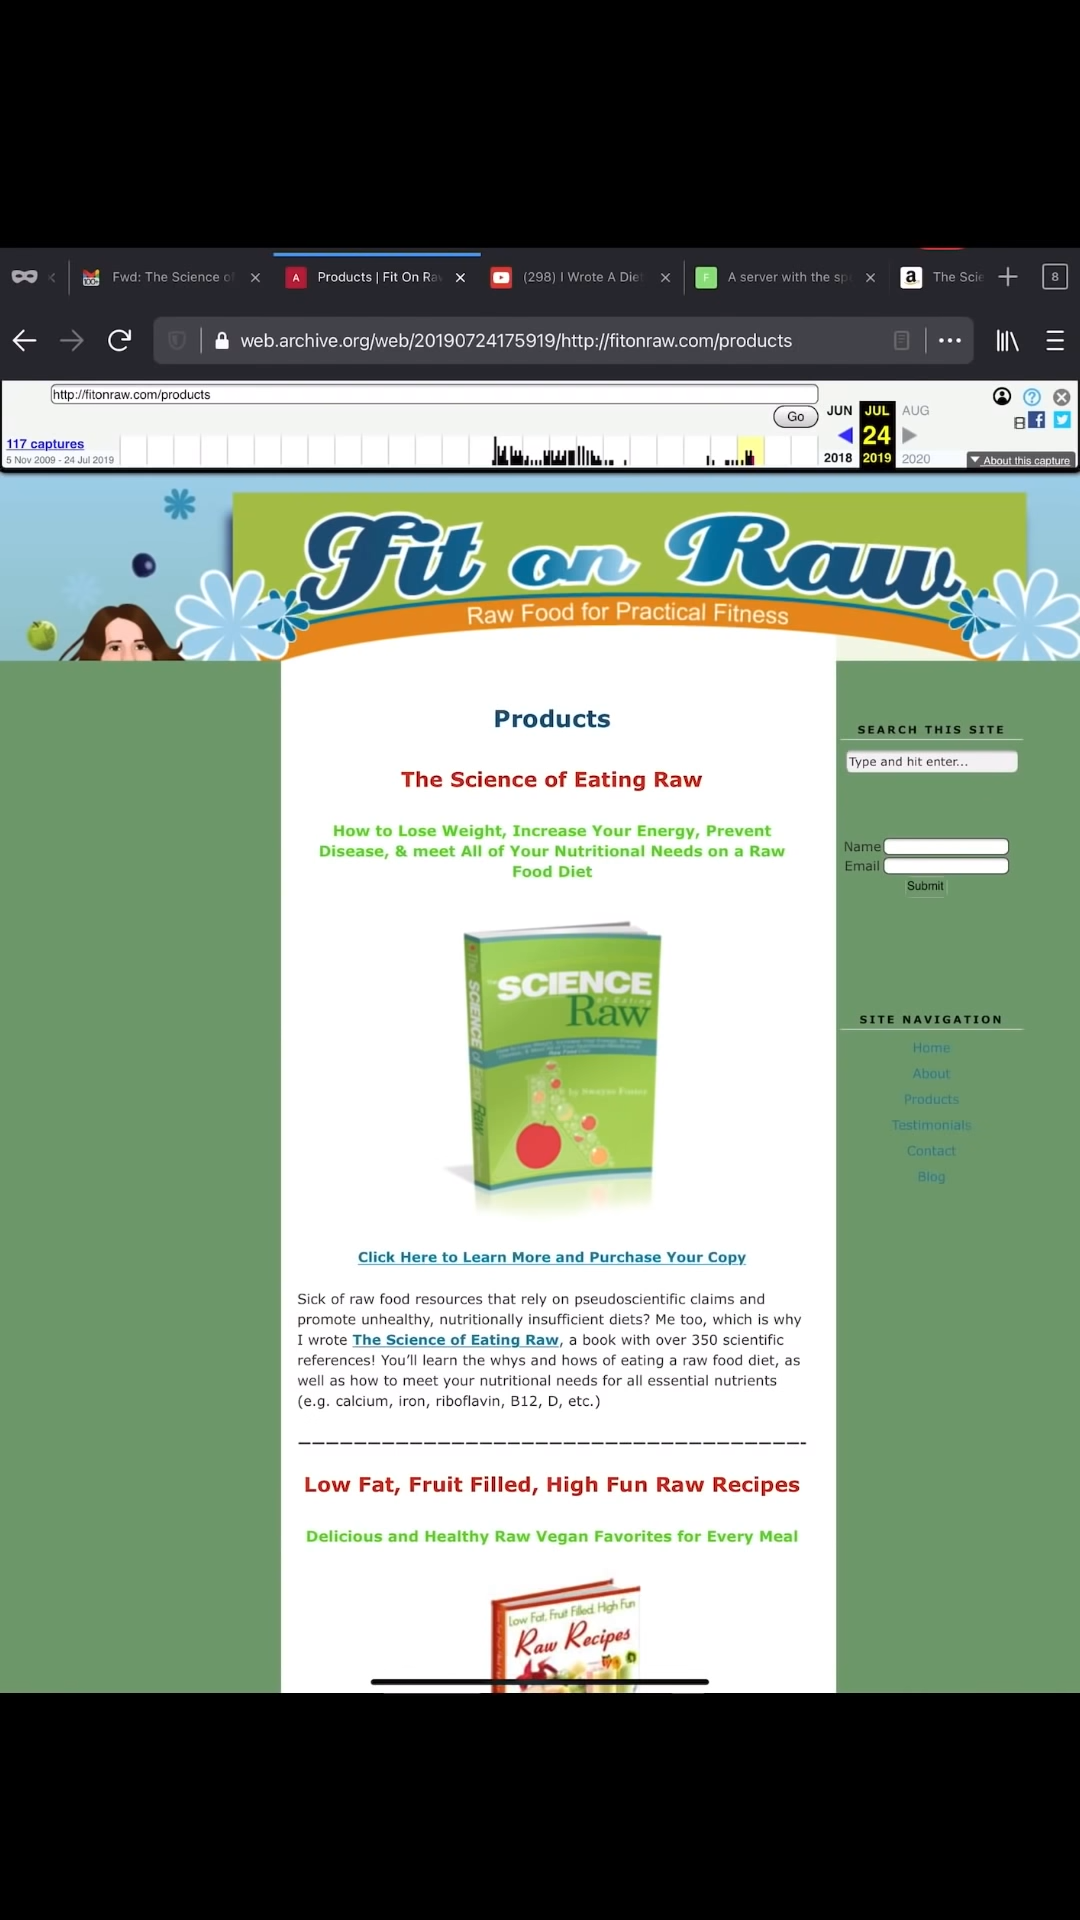 Fwd: The Science of
Products | Fit On Raw
(298) I Wrote A Diet
A server with the spe
The Scie
8
web.archive.org/web/20190724175919/http://fitonraw.com/products
http://fitonraw.com/products
Go
JUN JUL AUG
117 captures
24
5 Nov 2009 - 24 Jul 2019
2018 2019 2020
About this capture
Fit on Raw
Raw Food for Practical Fitness
Products
SEARCH THIS SITE
Type and hit enter...
The Science of Eating Raw
How to Lose Weight, Increase Your Energy, Prevent
Disease, & meet All of Your Nutritional Needs on a Raw
Food Diet
Name
Email
Submit
The SCIENCE
of Eating
Raw
The SCIENCE of Eating Raw
by Swayze Foster
SITE NAVIGATION
Home
About
Products
Testimonials
Contact
Blog
Click Here to Learn More and Purchase Your Copy
Sick of raw food resources that rely on pseudoscientific claims and
promote unhealthy, nutritionally insufficient diets? Me too, which is why
I wrote The Science of Eating Raw, a book with over 350 scientific
references! You’ll learn the whys and hows of eating a raw food diet, as
well as how to meet your nutritional needs for all essential nutrients
(e.g. calcium, iron, riboflavin, B12, D, etc.)
Low Fat, Fruit Filled, High Fun Raw Recipes
Delicious and Healthy Raw Vegan Favorites for Every Meal
Low Fat, Fruit Filled, High Fun
Raw Recipes